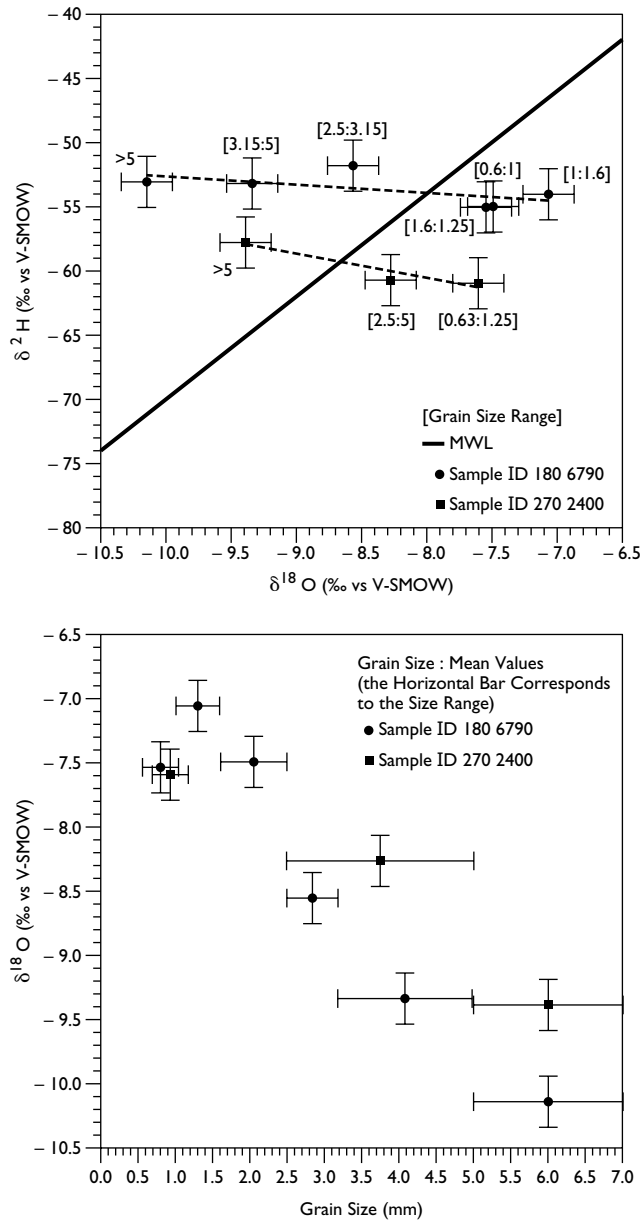 – 40
– 45
– 50
– 55
– 60
– 65
– 70
– 75
– 80
δ 2 H (‰ vs V-SMOW)
>5
[3.15:5]
[2.5:3.15]
[0.6:1]
[1:1.6]
[1.6:1.25]
>5
[2.5:5]
[0.63:1.25]
[Grain Size Range]
MWL
Sample ID 180 6790
Sample ID 270 2400
– 10.5 – 10.0 – 9.5 – 9.0 – 8.5 – 8.0 – 7.5 – 7.0 – 6.5
δ18 O (‰ vs V-SMOW)
– 6.5
– 7.0
– 7.5
– 8.0
– 8.5
– 9.0
– 9.5
– 10.0
– 10.5
δ18 O (‰ vs V-SMOW)
Grain Size : Mean Values
(the Horizontal Bar Corresponds
to the Size Range)
Sample ID 180 6790
Sample ID 270 2400
0.0 0.5 1.0 1.5 2.0 2.5 3.0 3.5 4.0 4.5 5.0 5.5 6.0 6.5 7.0
Grain Size (mm)